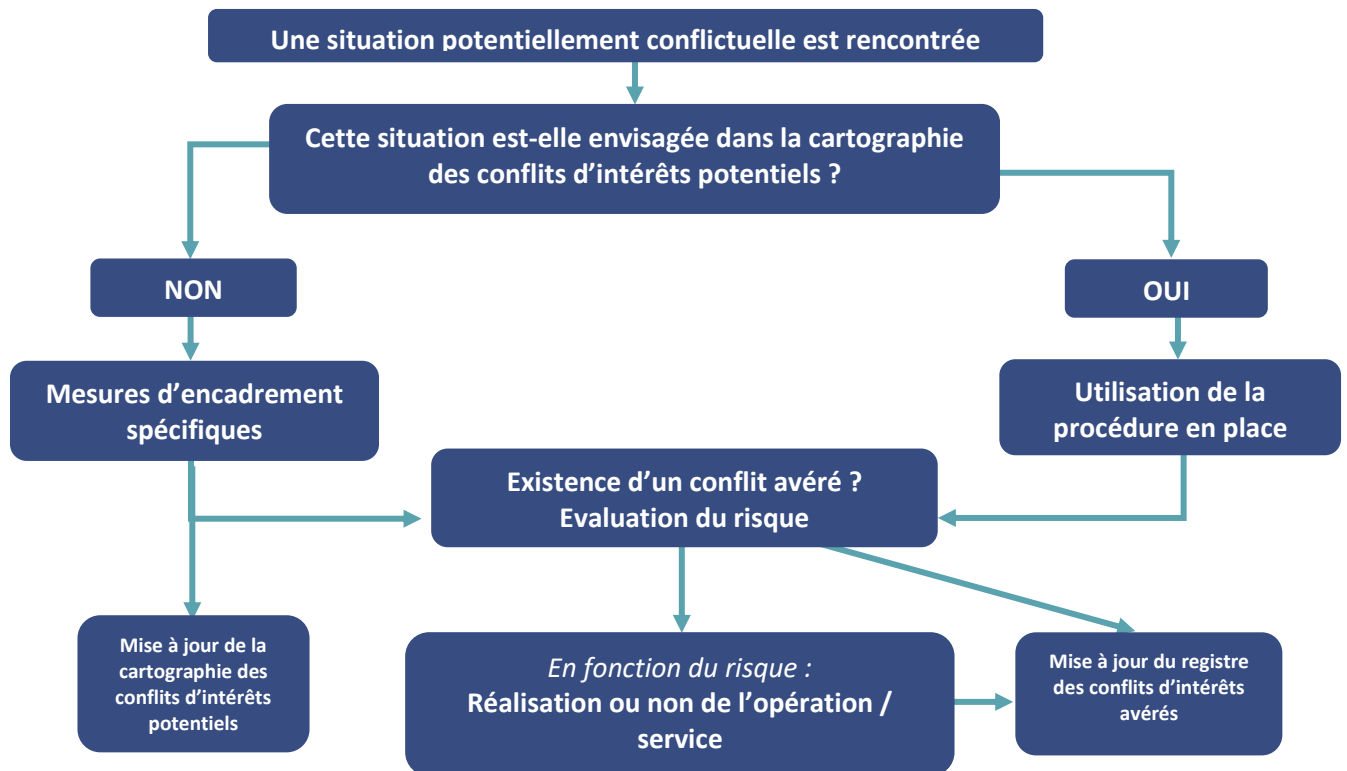 Une situation potentiellement conflictuelle est rencontrée
Cette situation est-elle envisagée dans la cartographie
des conflits d’intérêts potentiels ?
NON
OUI
Mesures d’encadrement
spécifiques
Utilisation de la
procédure en place
Existence d’un conflit avéré ?
Evaluation du risque
Mise à jour de la
cartographie des
conflits d’intérêts
potentiels
En fonction du risque :
Réalisation ou non de l’opération /
service
Mise à jour du registre
des conflits d’intérêts
avérés